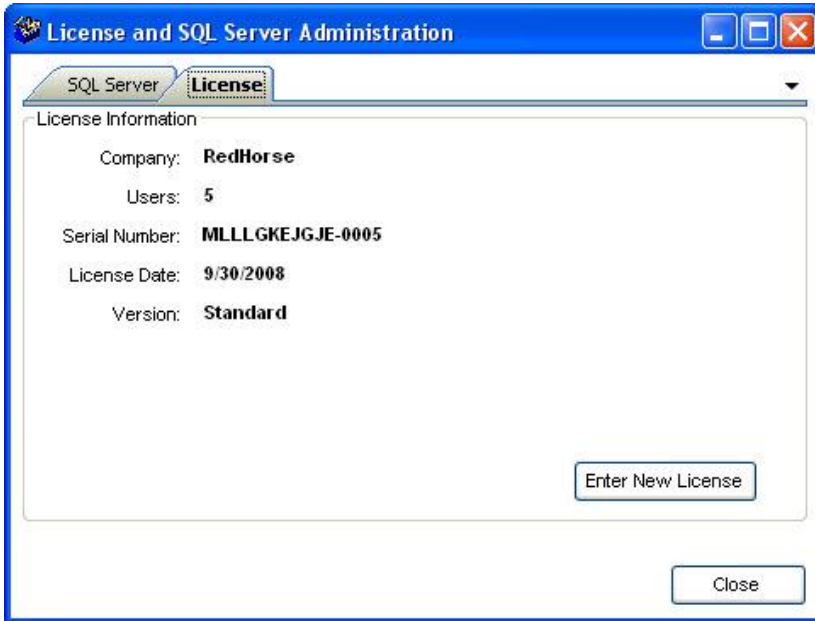 License and SQL Server Administration
SQL Server License
License Information
Company: RedHorse
Users: 5
Serial Number: MLLLGKEJGJE-0005
License Date: 9/30/2008
Version: Standard
Enter New License
Close